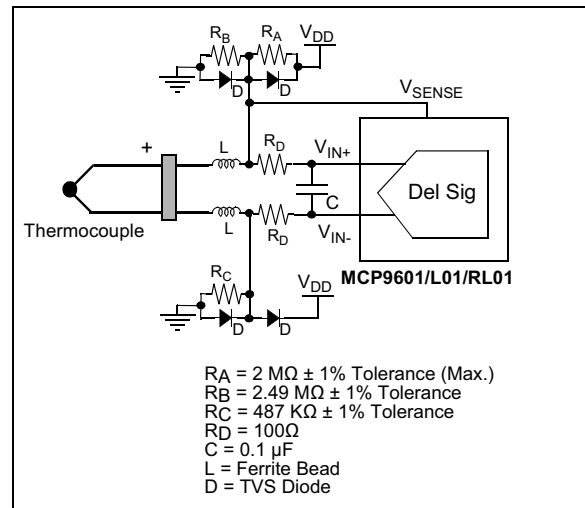 R_B
R_A
V_DD
D
D
V_SENSE
+
L
R_D
V_IN+
Del Sig
C
L
R_D
V_IN-
Thermocouple
MCP9601/L01/RL01
R_C
V_DD
D
D
R_A = 2 MΩ ± 1% Tolerance (Max.)
R_B = 2.49 MΩ ± 1% Tolerance
R_C = 487 KΩ ± 1% Tolerance
R_D = 100Ω
C = 0.1 µF
L = Ferrite Bead
D = TVS Diode